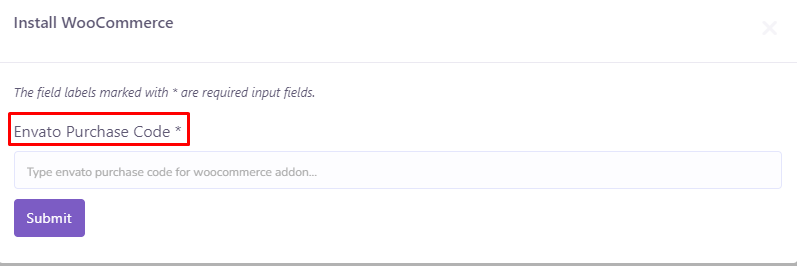 Install WooCommerce
The field labels marked with * are required input fields.
Envato Purchase Code *
Type envato purchase code for woocommerce addon...
Submit